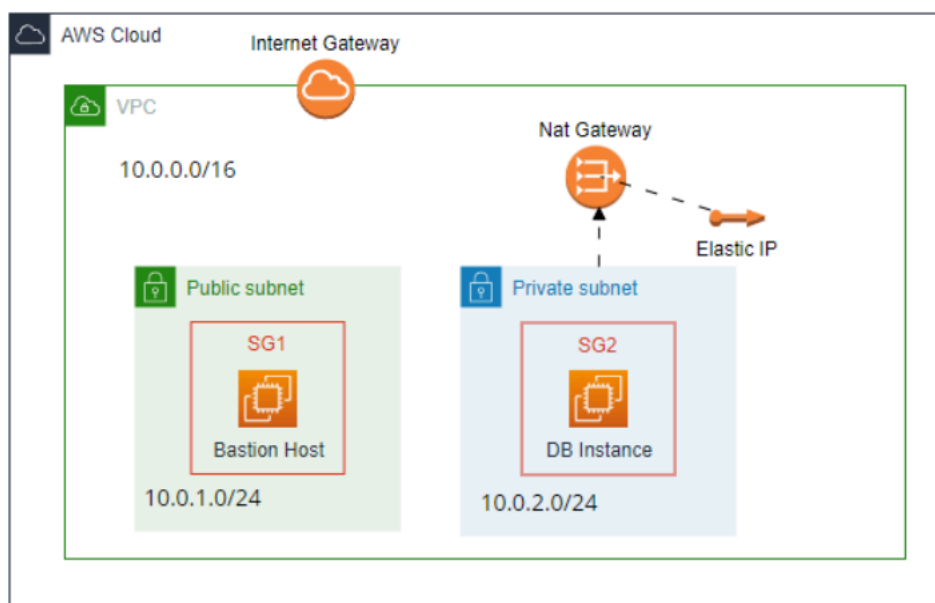 AWS Cloud
Internet Gateway
VPC
Nat Gateway
10.0.0.0/16
Elastic IP
Public subnet
Private subnet
SG1
SG2
Bastion Host
DB Instance
10.0.1.0/24
10.0.2.0/24